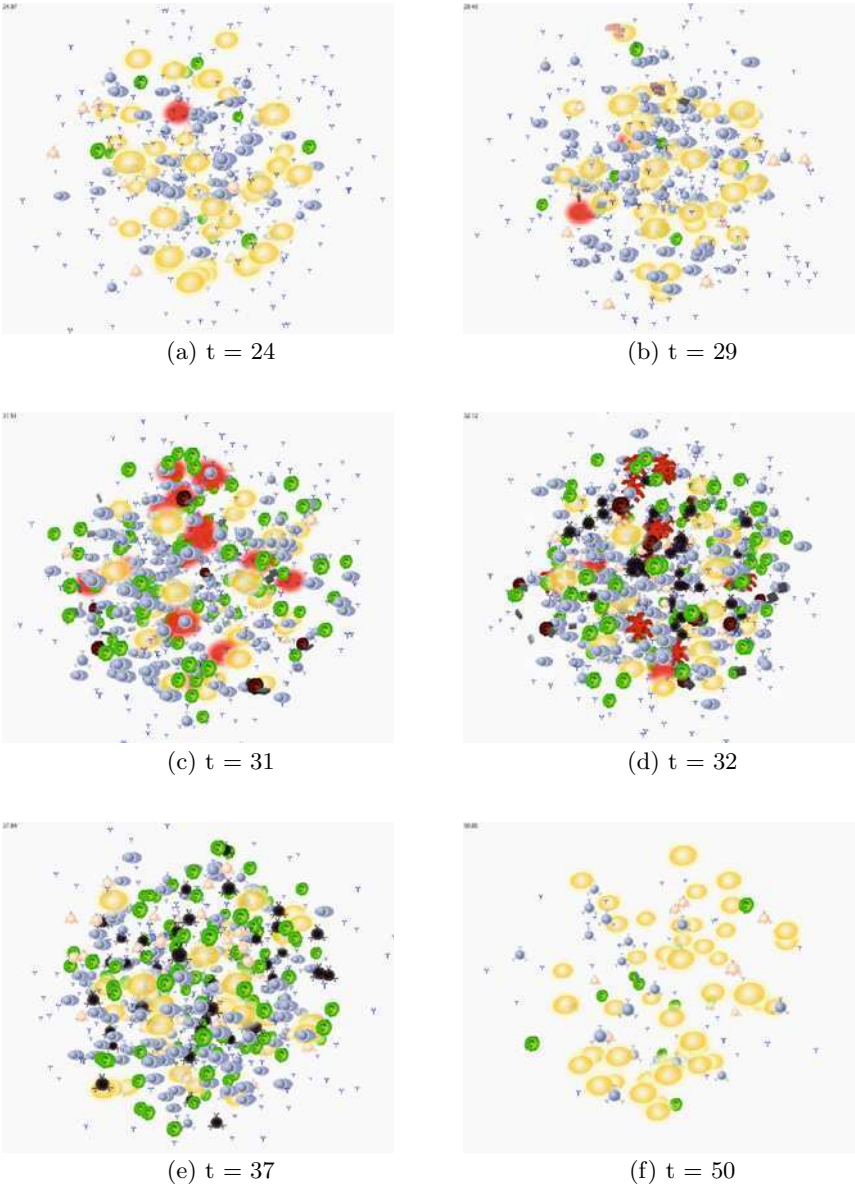 (a) t = 24
(b) t = 29
(c) t = 31
(d) t = 32
(e) t = 37
(f) t = 50